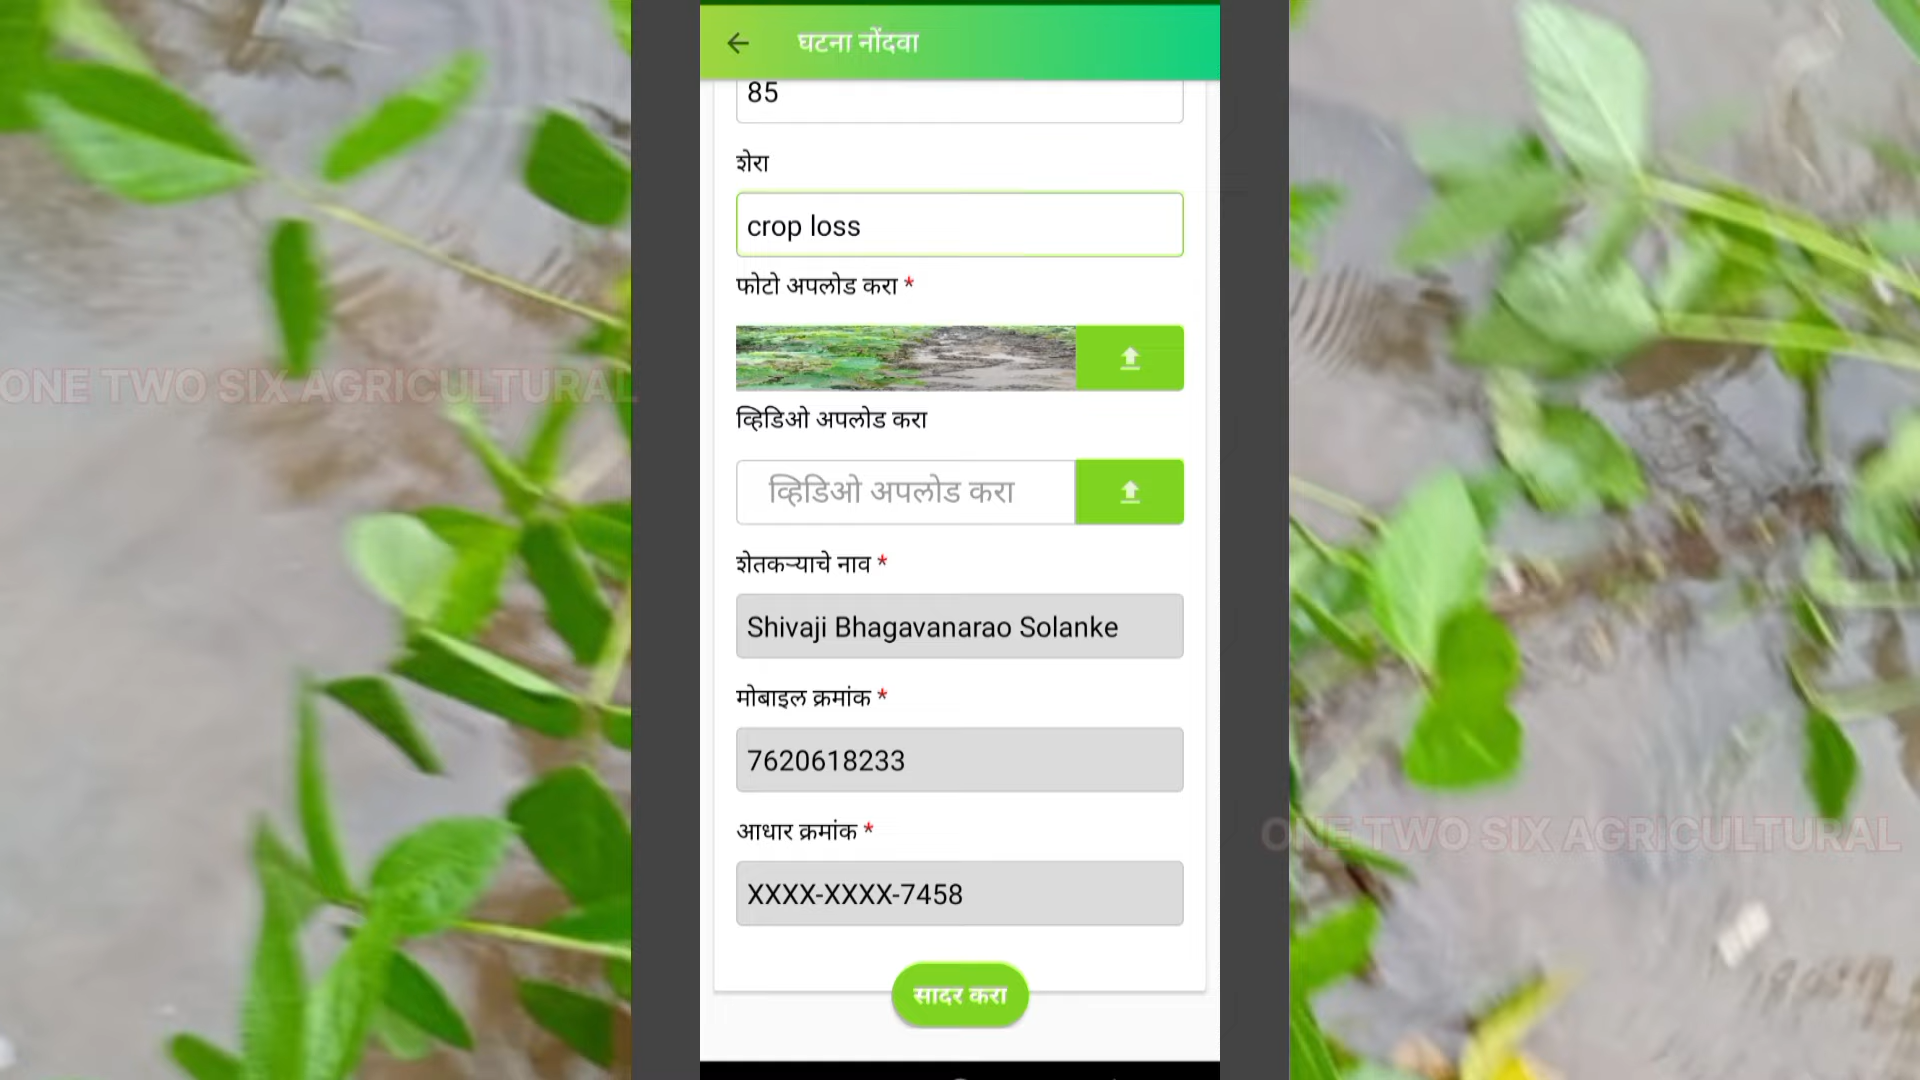 घटना नोंदवा
85
शेरा
crop loss
फोटो अपलोड करा *
व्हिडिओ अपलोड करा
व्हिडिओ अपलोड करा
शेतकऱ्याचे नाव *
Shivaji Bhagavanarao Solanke
मोबाइल क्रमांक *
7620618233
आधार क्रमांक *
XXXX-XXXX-7458
सादर करा
ONE TWO SIX AGRICULTURAL
ONE TWO SIX AGRICULTURAL